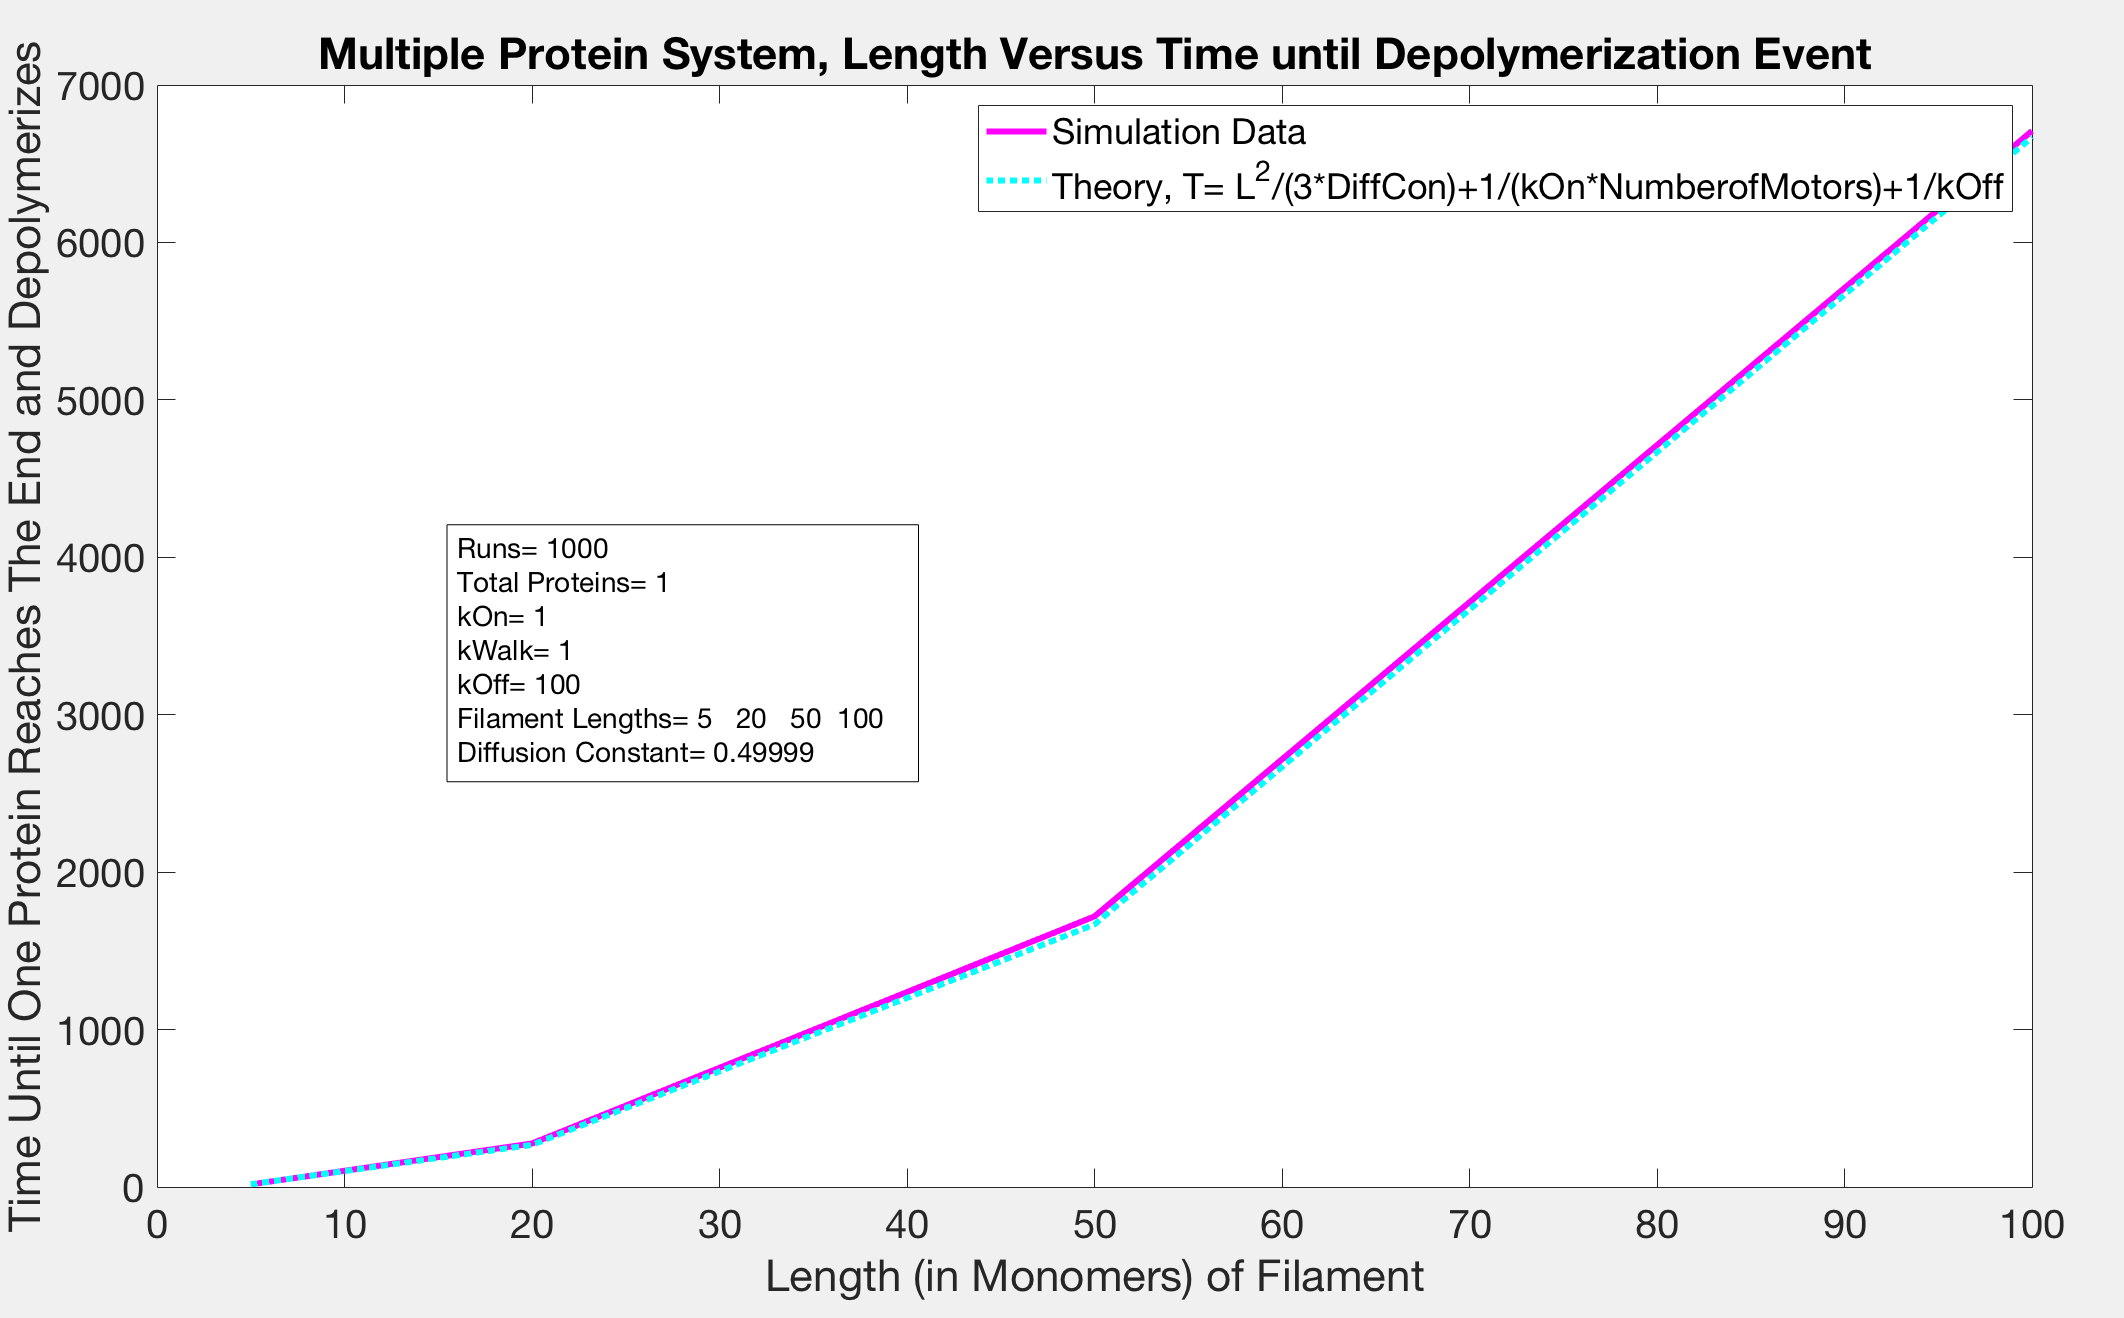 Multiple Protein System, Length Versus Time until Depolymerization Event
Time Until One Protein Reaches The End and Depolymerizes
7000
6000
5000
4000
3000
2000
1000
0
Simulation Data
Theory, T= L^2/(3*DiffCon)+1/(kOn*NumberofMotors)+1/kOff
Runs= 1000
Total Proteins= 1
kOn= 1
kWalk= 1
kOff= 100
Filament Lengths= 5 20 50 100
Diffusion Constant= 0.49999
0 10 20 30 40 50 60 70 80 90 100
Length (in Monomers) of Filament